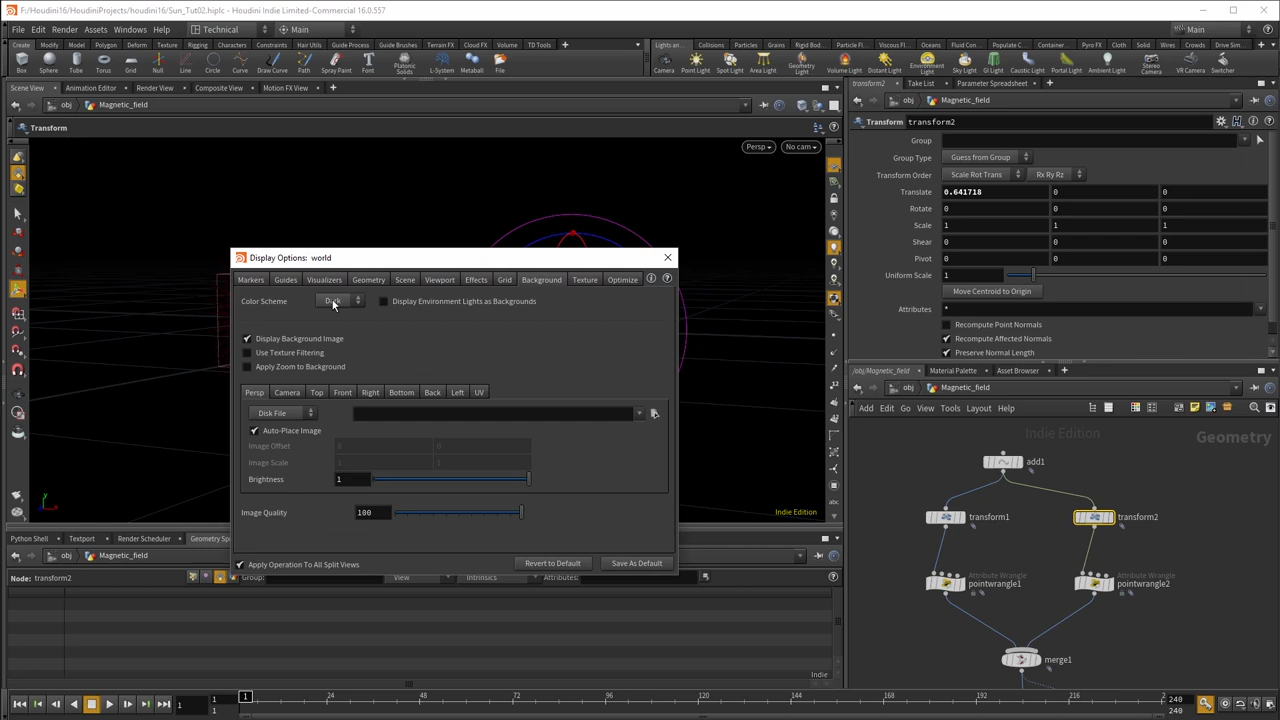 F:/HoudiniProjects/houdini16/Sun_Tut02.hiplc - Houdini Indie Limited-Commercial 16.0.557
File Edit Render Assets Windows Help Technical Main Main
Create Modify Model Polygon Deform Texture Rigging Characters Constraints Hair Utils Guide Process Guide Brushes Terrain FX Cloud FX Volume TD Tools
Lights an... Collisions Particles Grains Rigid Bod... Particle Fl... Viscous Fl... Oceans Fluid Con... Populate C... Container... Pyro FX Cloth Solid Wires Crowds Drive Sim...
Box Sphere Tube Torus Grid Null Line Circle Curve Draw Curve Path Spray Paint Font Platonic Solids L-System Metaball File
Camera Point Light Spot Light Area Light Geometry Light Volume Light Distant Light Environment Light Sky Light GI Light Caustic Light Portal Light Ambient Light Stereo Camera VR Camera Switcher
Scene View Animation Editor Render View Composite View Motion FX View
transform2 Take List Parameter Spreadsheet
obj Magnetic_field
obj Magnetic_field
Transform
Persp No cam
Transform transform2
Group
Group Type Guess from Group
Transform Order Scale Rot Trans Rx Ry Rz
Translate 0.641718 0 0
Rotate 0 0 0
Scale 1 1 1
Shear 0 0 0
Pivot 0 0 0
Uniform Scale 1
Move Centroid to Origin
Attributes *
Recompute Point Normals
Recompute Affected Normals
Preserve Normal Length
Display Options: world
Markers Guides Visualizers Geometry Scene Viewport Effects Grid Background Texture Optimize
Color Scheme Dark Display Environment Lights as Backgrounds
Display Background Image
Use Texture Filtering
Apply Zoom to Background
Persp Camera Top Front Right Bottom Back Left UV
Disk File
Auto-Place Image
Image Offset 0 0
Image Scale 1 1
Brightness 1
Image Quality 100
Apply Operation To All Split Views Revert to Default Save As Default
Indie Edition
/obj/Magnetic_field Material Palette Asset Browser
obj Magnetic_field
Add Edit Go View Tools Layout Help
Indie Edition Geometry
add1
transform1 transform2
Attribute Wrangle
pointwrangle1
Attribute Wrangle
pointwrangle2
merge1
Python Shell Textport Render Scheduler Geometry Sp
obj Magnetic_field
Node: transform2 Group: View Intrinsics Attributes:
Indie
1 1 1 1 24 48 72 96 120 144 168 192 216 2 240 240